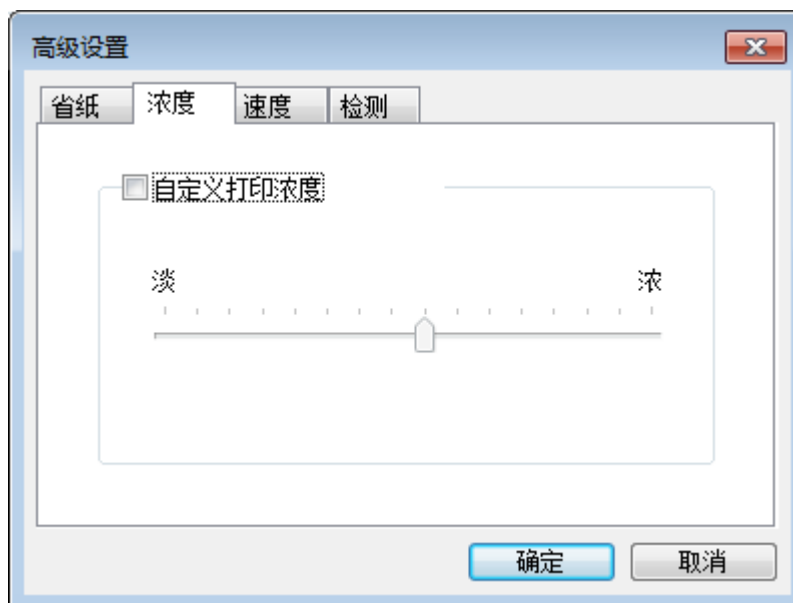 高级设置
省纸 浓度 速度 检测
自定义打印浓度
淡 浓
确定 取消